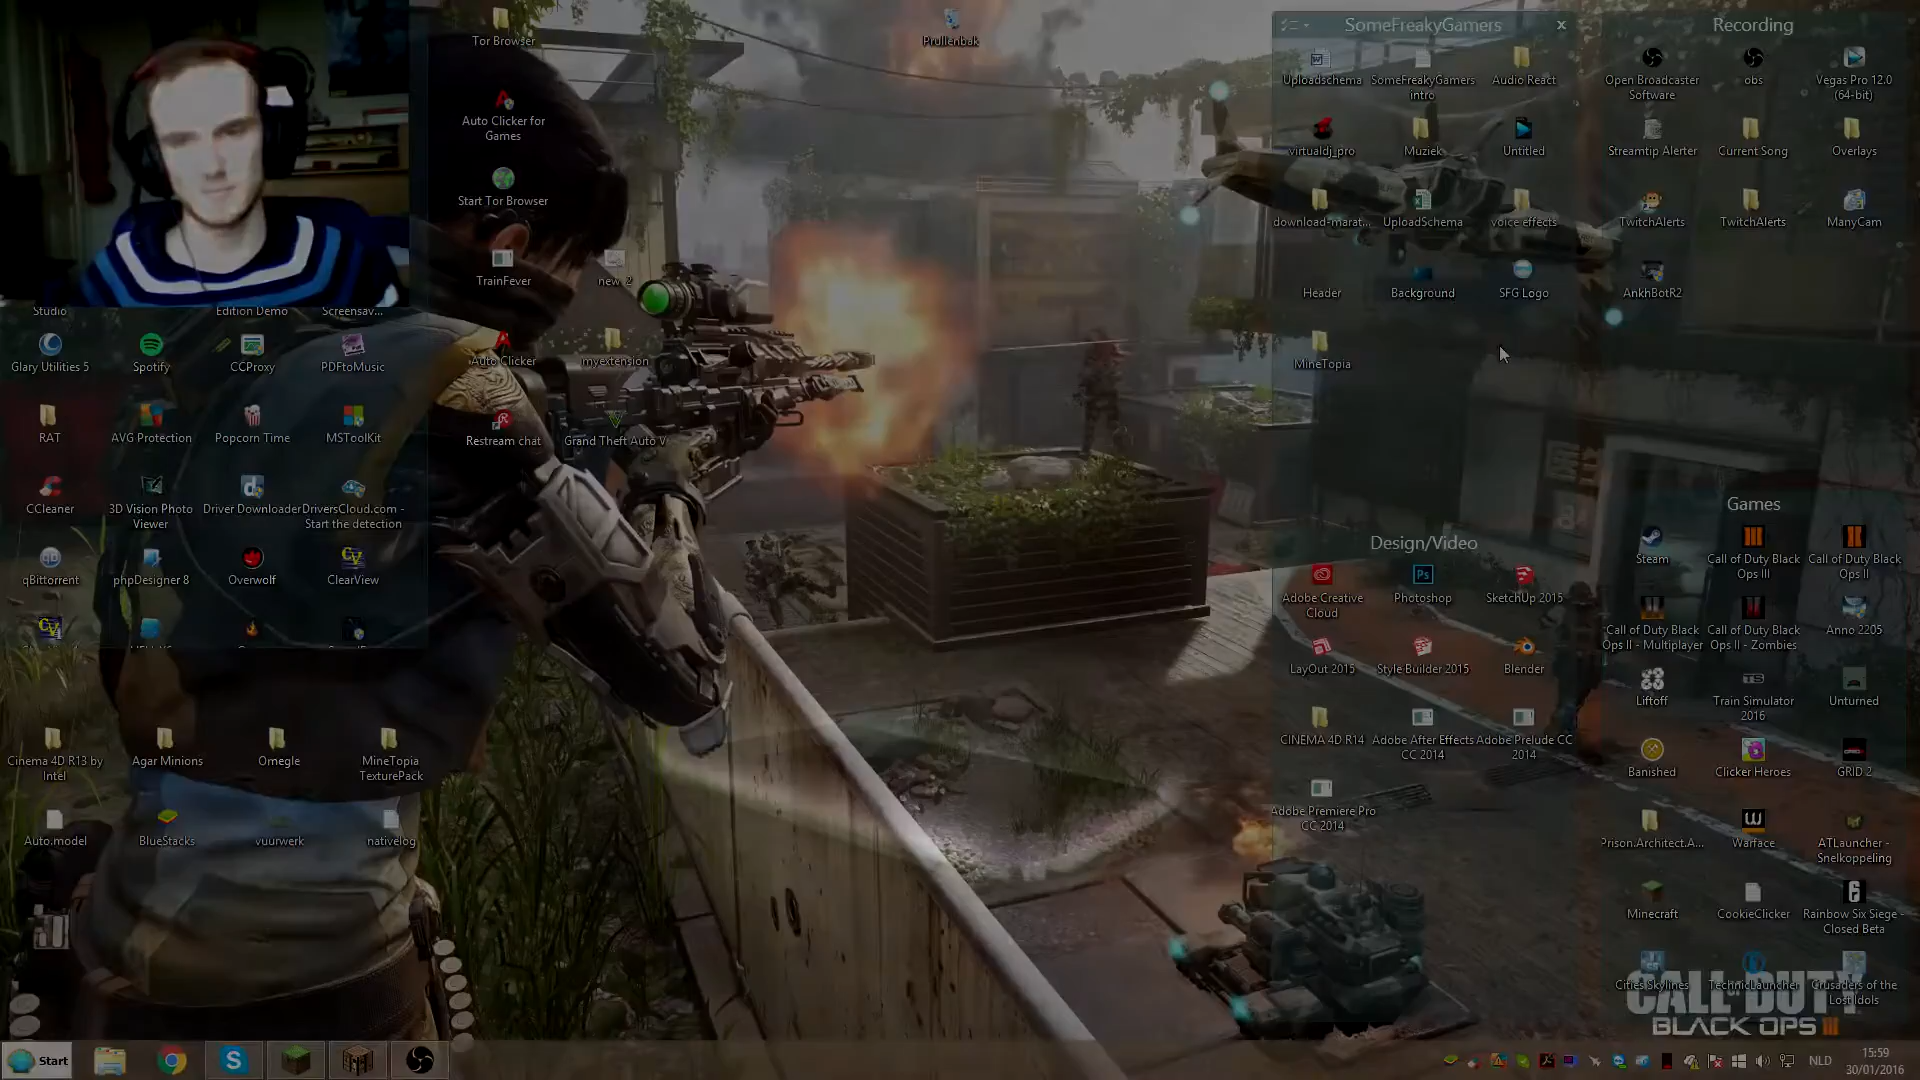 Tor Browser
Prullenbak
SomeFreakyGamers
x
Recording
Uploadschema
SomeFreakyGamers
intro
Audio React
Open Broadcaster
Software
obs
Vegas Pro 12.0
(64-bit)
Auto Clicker for
Games
virtualdj_pro
Muziek
Untitled
Streamtip Alerter
Current Song
Overlays
Start Tor Browser
download-marat...
UploadSchema
voice effects
TwitchAlerts
TwitchAlerts
ManyCam
TrainFever
new_2
Header
Background
SFG Logo
AnkhBotR2
Studio
Edition Demo
Screensav...
Glary Utilities 5
Spotify
CCProxy
PDFtoMusic
Auto Clicker
myextension
MineTopia
RAT
AVG Protection
Popcorn Time
MSToolKit
Restream chat
Grand Theft Auto V
CCleaner
3D Vision Photo
Viewer
Driver Downloader
DriversCloud.com -
Start the detection
Games
Design/Video
Steam
Call of Duty Black
Ops III
Call of Duty Black
Ops II
qBittorrent
phpDesigner 8
Overwolf
ClearView
Adobe Creative
Cloud
Ps
Photoshop
SketchUp 2015
Call of Duty Black
Ops II - Multiplayer
Call of Duty Black
Ops II - Zombies
Anno 2205
LayOut 2015
Style Builder 2015
Blender
Liftoff
TS
Train Simulator
2016
Unturned
Cinema 4D R13 by
Intel
Agar Minions
Omegle
MineTopia
TexturePack
CINEMA 4D R14
Adobe After Effects
CC 2014
Adobe Prelude CC
2014
Banished
Clicker Heroes
GRID 2
Auto.model
BlueStacks
vuurwerk
nativelog
Adobe Premiere Pro
CC 2014
Prison.Architect.A...
Warface
ATLauncher -
Snelkoppeling
Minecraft
CookieClicker
Rainbow Six Siege -
Closed Beta
Cities Skylines
TechnicLauncher
Crusaders of the
Lost Idols
CALL OF DUTY
BLACK OPS III
Start
NLD
15:59
30/01/2016